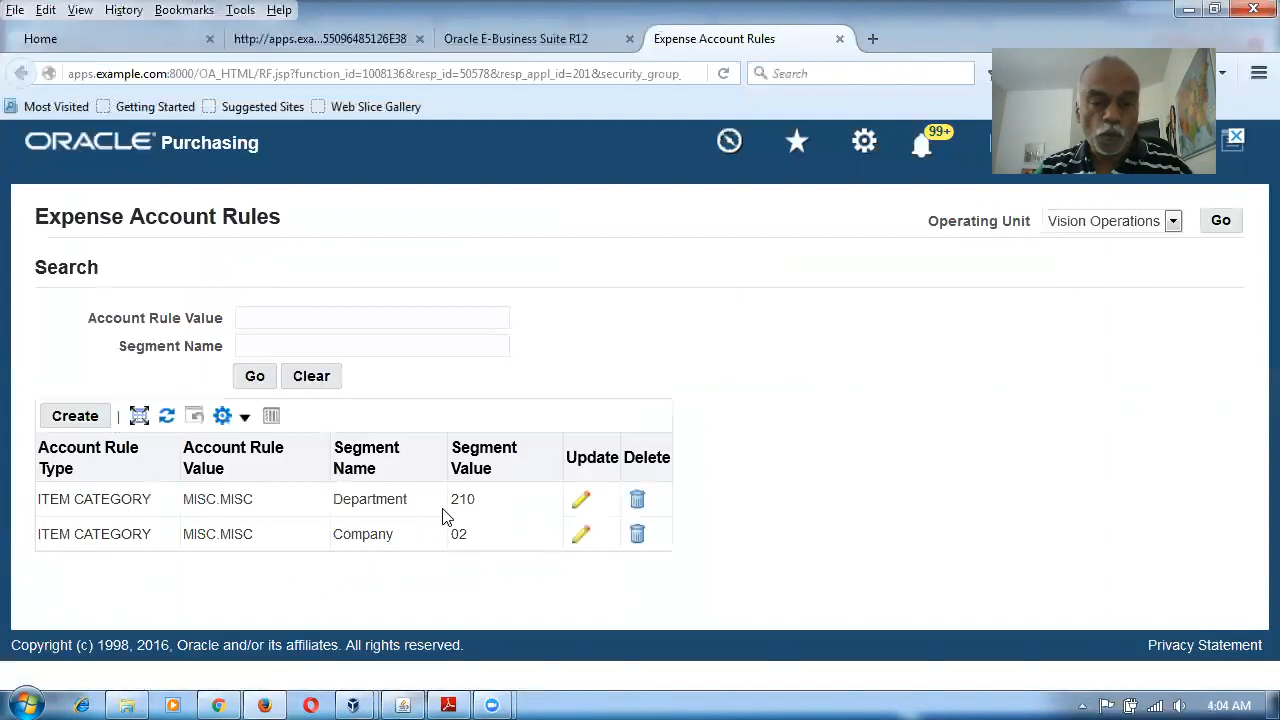 File Edit View History Bookmarks Tools Help
Home
http://apps.exa...55096485126E38
Oracle E-Business Suite R12
Expense Account Rules
apps.example.com:8000/OA_HTML/RF.jsp?function_id=1008136&resp_id=50578&resp_appl_id=201&security_group_
Search
Most Visited Getting Started Suggested Sites Web Slice Gallery
ORACLE Purchasing
99+
Expense Account Rules
Operating Unit Vision Operations Go
Search
Account Rule Value
Segment Name
Go Clear
Create
Account Rule Type Account Rule Value Segment Name Segment Value Update Delete
ITEM CATEGORY MISC.MISC Department 210
ITEM CATEGORY MISC.MISC Company 02
Copyright (c) 1998, 2016, Oracle and/or its affiliates. All rights reserved. Privacy Statement
4:04 AM